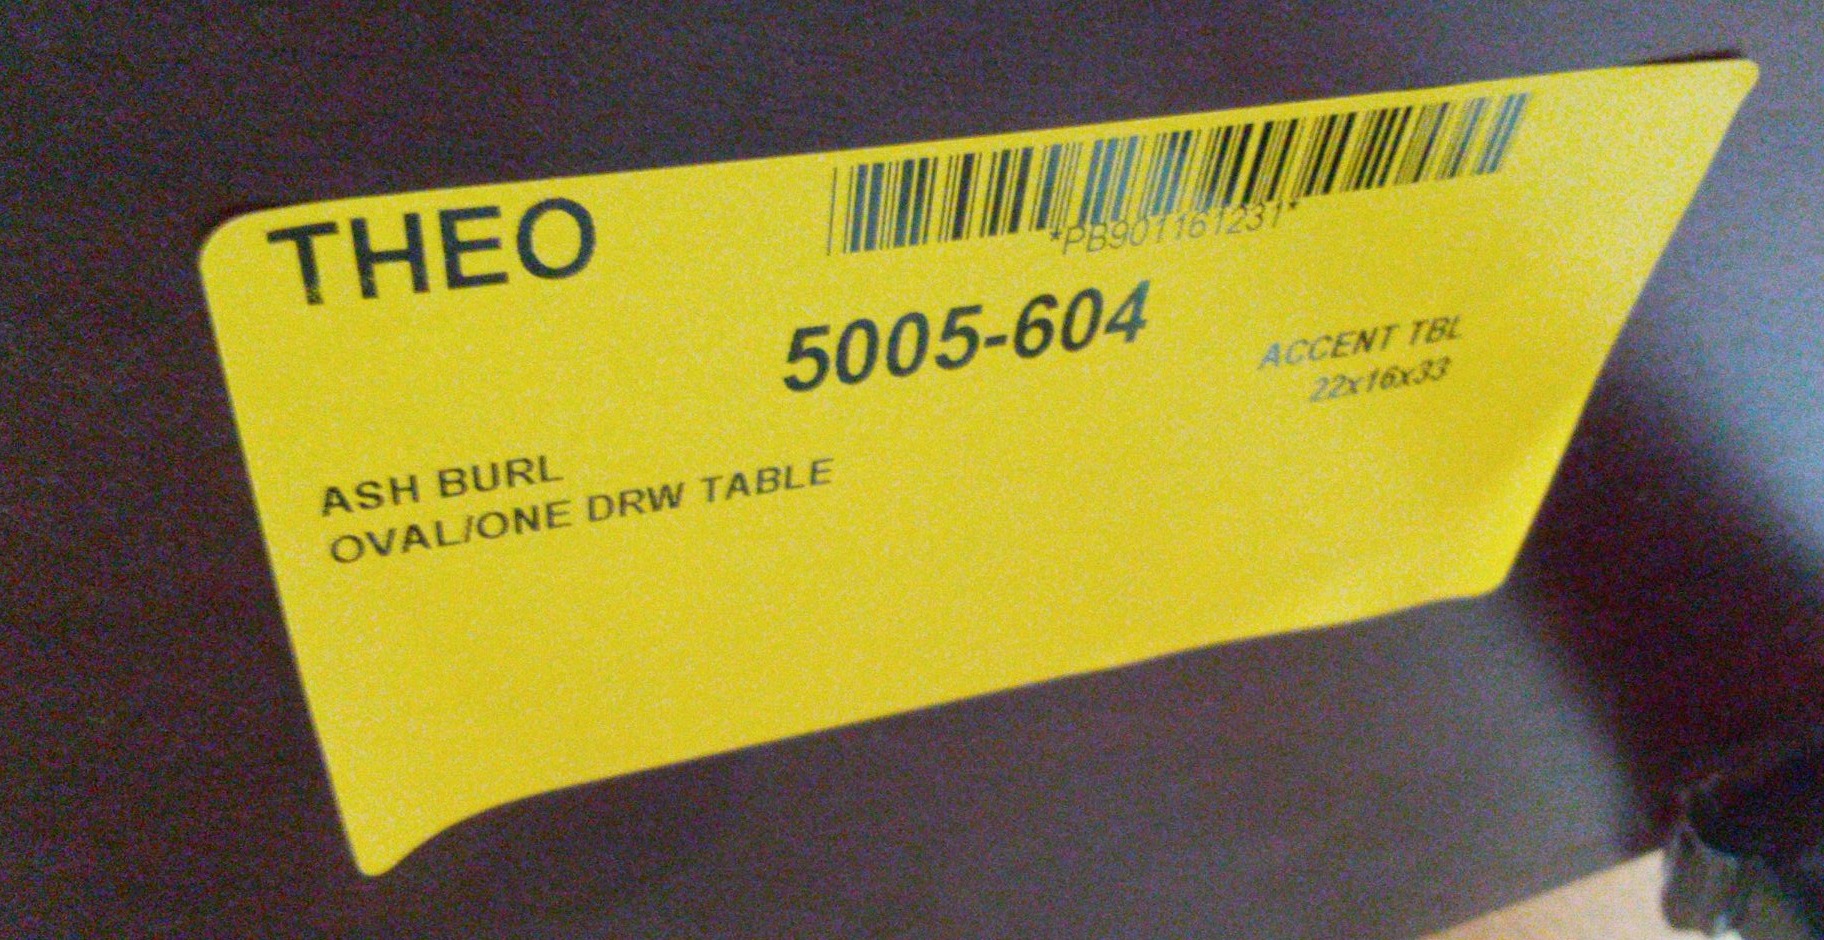 THEO
*PB901161231*
5005-604
ACCENT TBL
22x16x33
ASH BURL
OVAL/ONE DRW TABLE